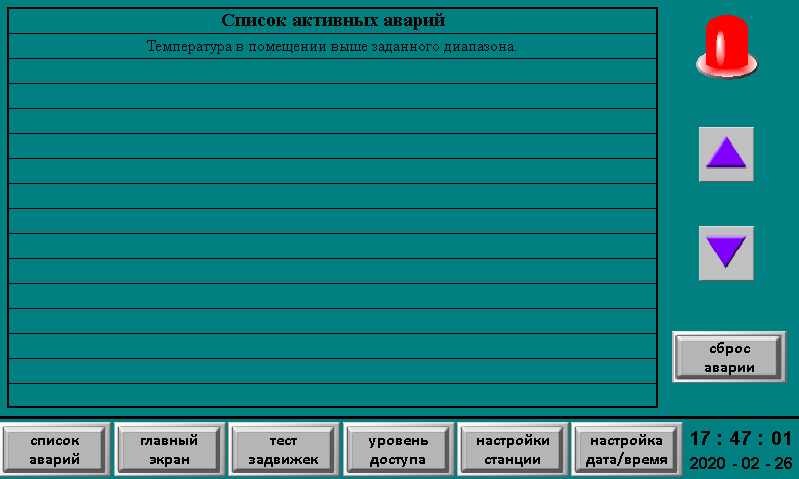 Список активных аварий
Температура в помещении выше заданного диапазона.
сброс
аварии
список
аварий
главный
экран
тест
задвижек
уровень
доступа
настройки
станции
настройка
дата/время
17 : 47 : 01
2020 - 02 - 26